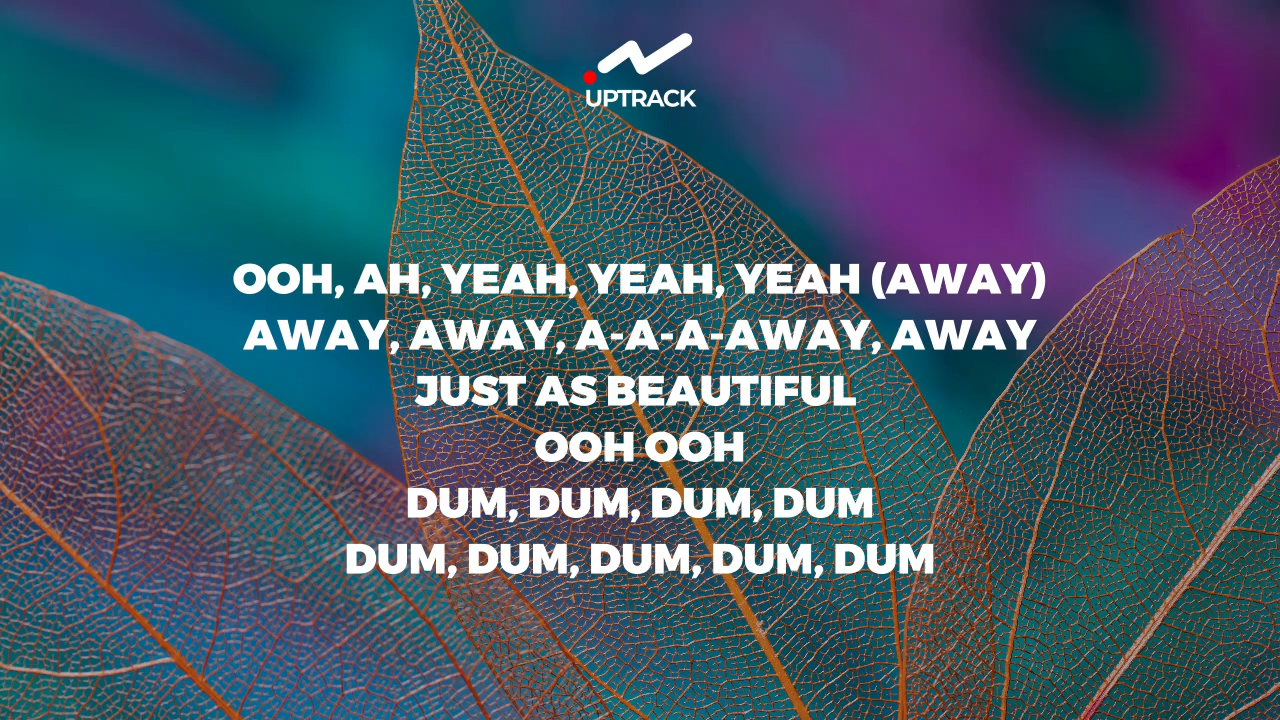 UPTRACK
OOH, AH, YEAH, YEAH, YEAH (AWAY)
AWAY, AWAY, A-A-A-AWAY, AWAY
JUST AS BEAUTIFUL
OOH OOH
DUM, DUM, DUM, DUM
DUM, DUM, DUM, DUM, DUM